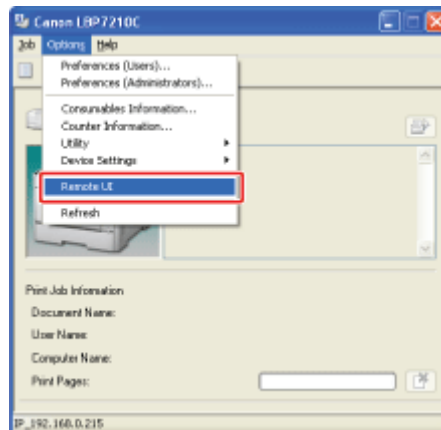 Canon LBP7210C
Job Options Help
Preferences (Users)...
Preferences (Administrators)...
Consumables Information...
Counter Information...
Utility
Device Settings
Remote UI
Refresh
Print Job Information
Document Name:
User Name:
Computer Name:
Print Pages:
IP_192.168.0.215